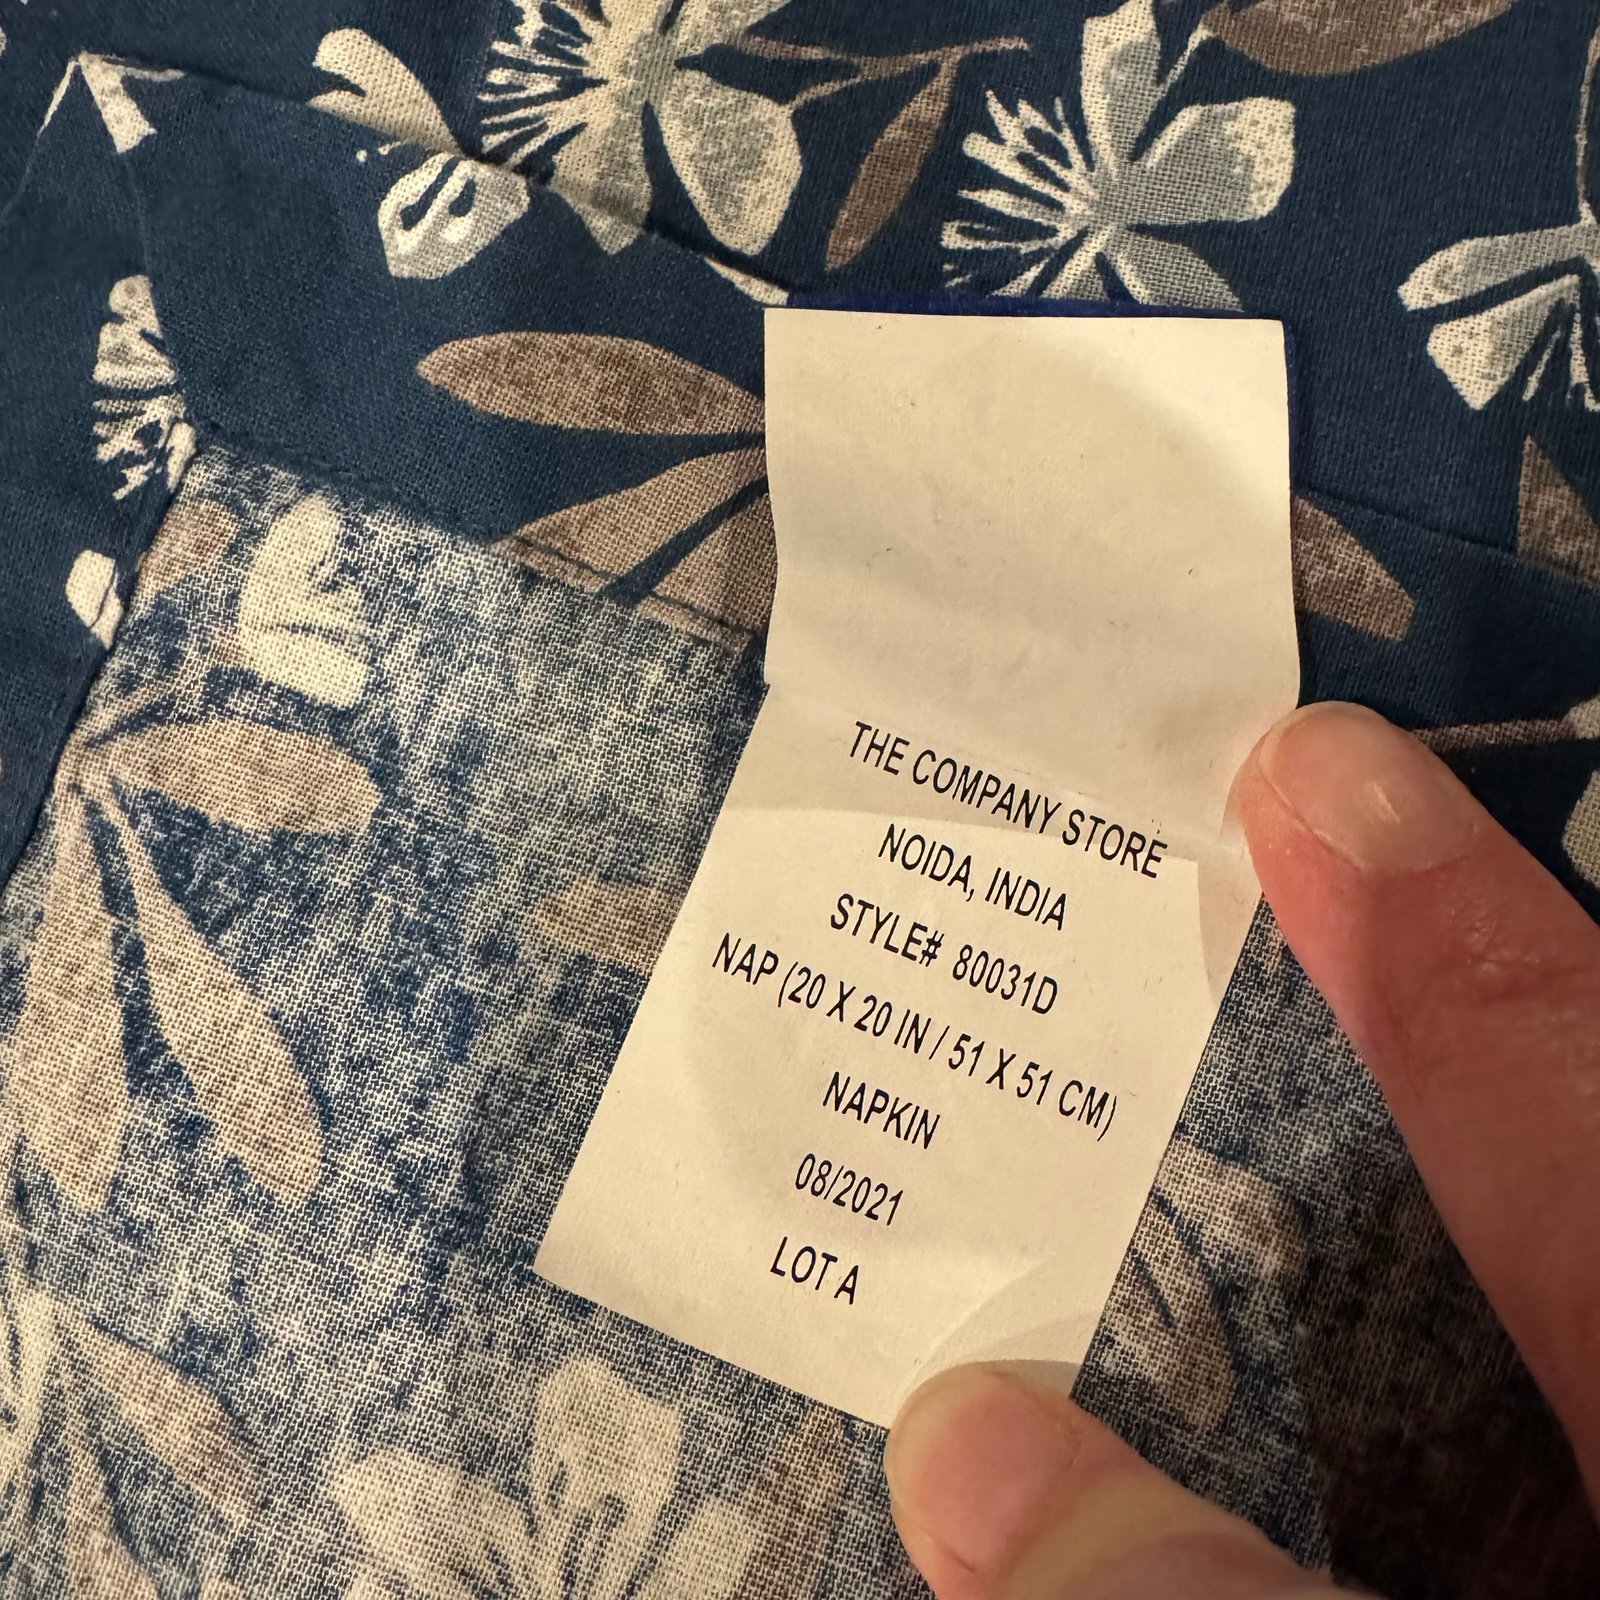 THE COMPANY STORE
NOIDA, INDIA
STYLE# 80031D
NAP (20 X 20 IN / 51 X 51 CM)
NAPKIN
08/2021
LOT A